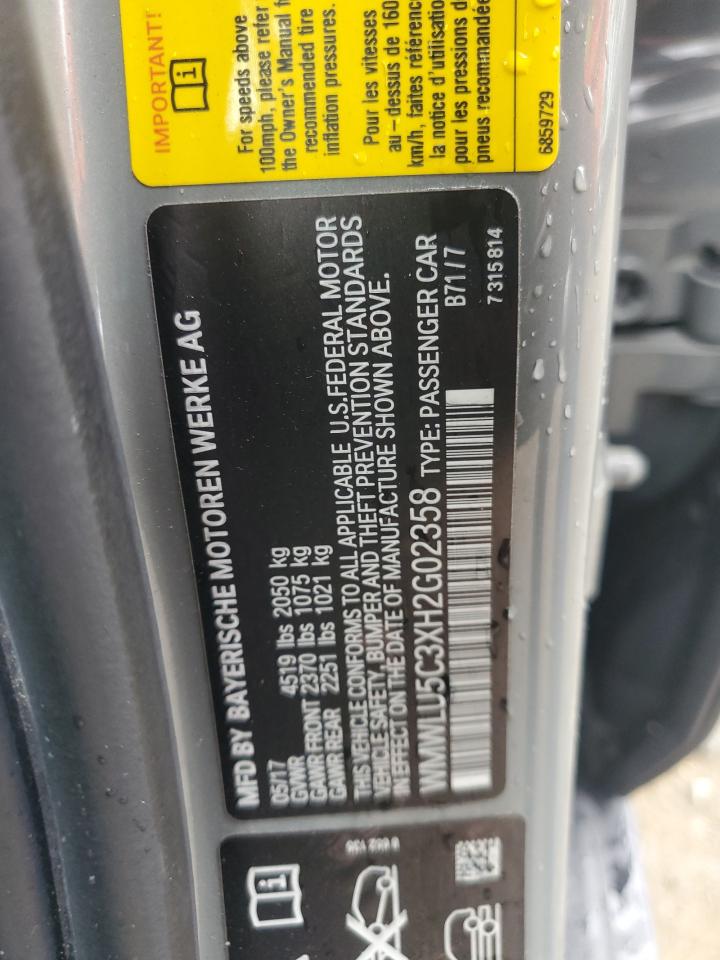 IMPORTANT!
For speeds above
100mph, please refer
the Owner's Manual
recommended tire
inflation pressures.
Pour les vitesses
au-dessus de 160
km/h, faites référenc
la notice d'utilisatio
pour les pressions d
pneus recommandée
6859729
MFD BY BAYERISCHE MOTOREN WERKE AG
05/17
GVWR 4519 lbs 2050 kg
GAWR FRONT 2370 lbs 1075 kg
GAWR REAR 2251 lbs 1021 kg
THIS VEHICLE CONFORMS TO ALL APPLICABLE U.S.FEDERAL MOTOR
VEHICLE SAFETY, BUMPER AND THEFT PREVENTION STANDARDS
IN EFFECT ON THE DATE OF MANUFACTURE SHOWN ABOVE.
WMWLU5C3XH2G02358 TYPE: PASSENGER CAR
B71/7
7 315 814